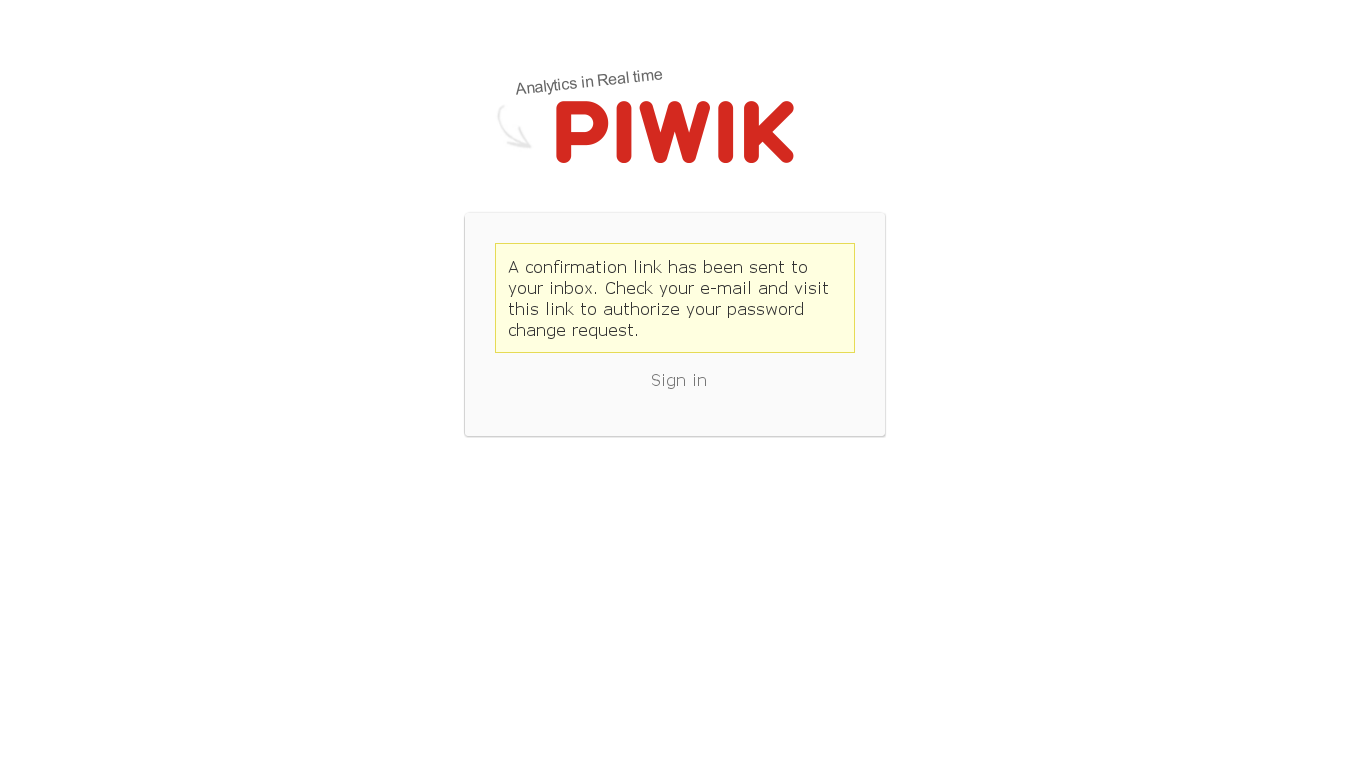 Analytics in Real time
PIWIK
A confirmation link has been sent to
your inbox. Check your e-mail and visit
this link to authorize your password
change request.
Sign in